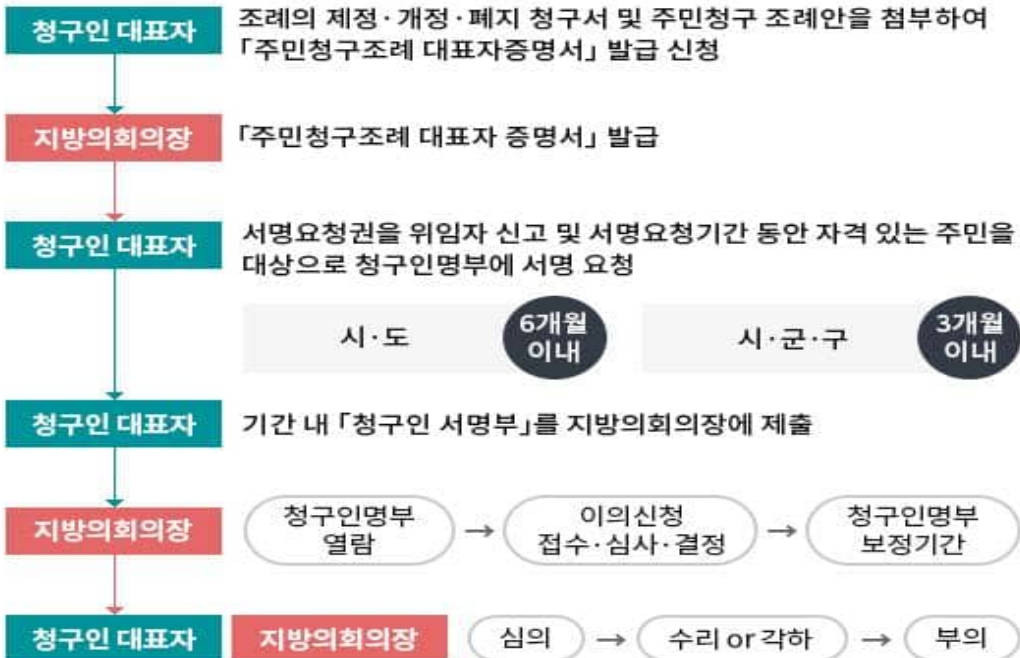 청구인 대표자
조례의 제정·개정·폐지 청구서 및 주민청구 조례안을 첨부하여
「주민청구조례 대표자증명서」 발급 신청
지방의회의장
「주민청구조례 대표자 증명서」 발급
청구인 대표자
서명요청권을 위임자 신고 및 서명요청기간 동안 자격 있는 주민을
대상으로 청구인명부에 서명 요청
시·도
6개월
이내
시·군·구
3개월
이내
청구인 대표자
기간 내 「청구인 서명부」를 지방의회의장에 제출
지방의회의장
청구인명부
열람
→
이의신청
접수·심사·결정
→
청구인명부
보정기간
청구인 대표자
지방의회의장
심의
→
수리 or 각하
→
부의